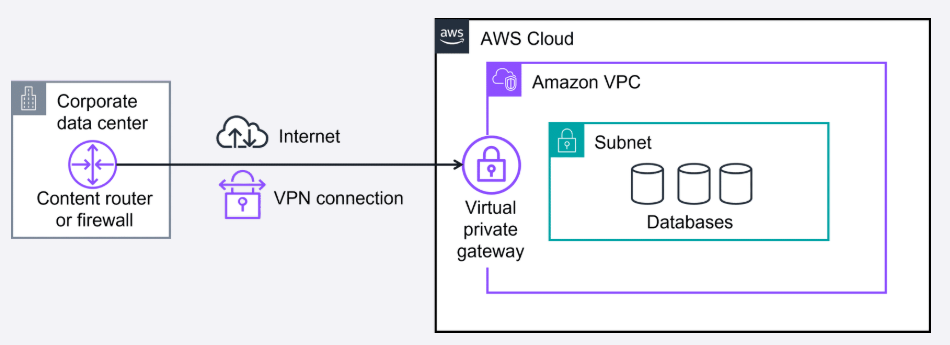 aws
AWS Cloud
Amazon VPC
Corporate
data center
Content router
or firewall
Internet
VPN connection
Virtual
private
gateway
Subnet
Databases